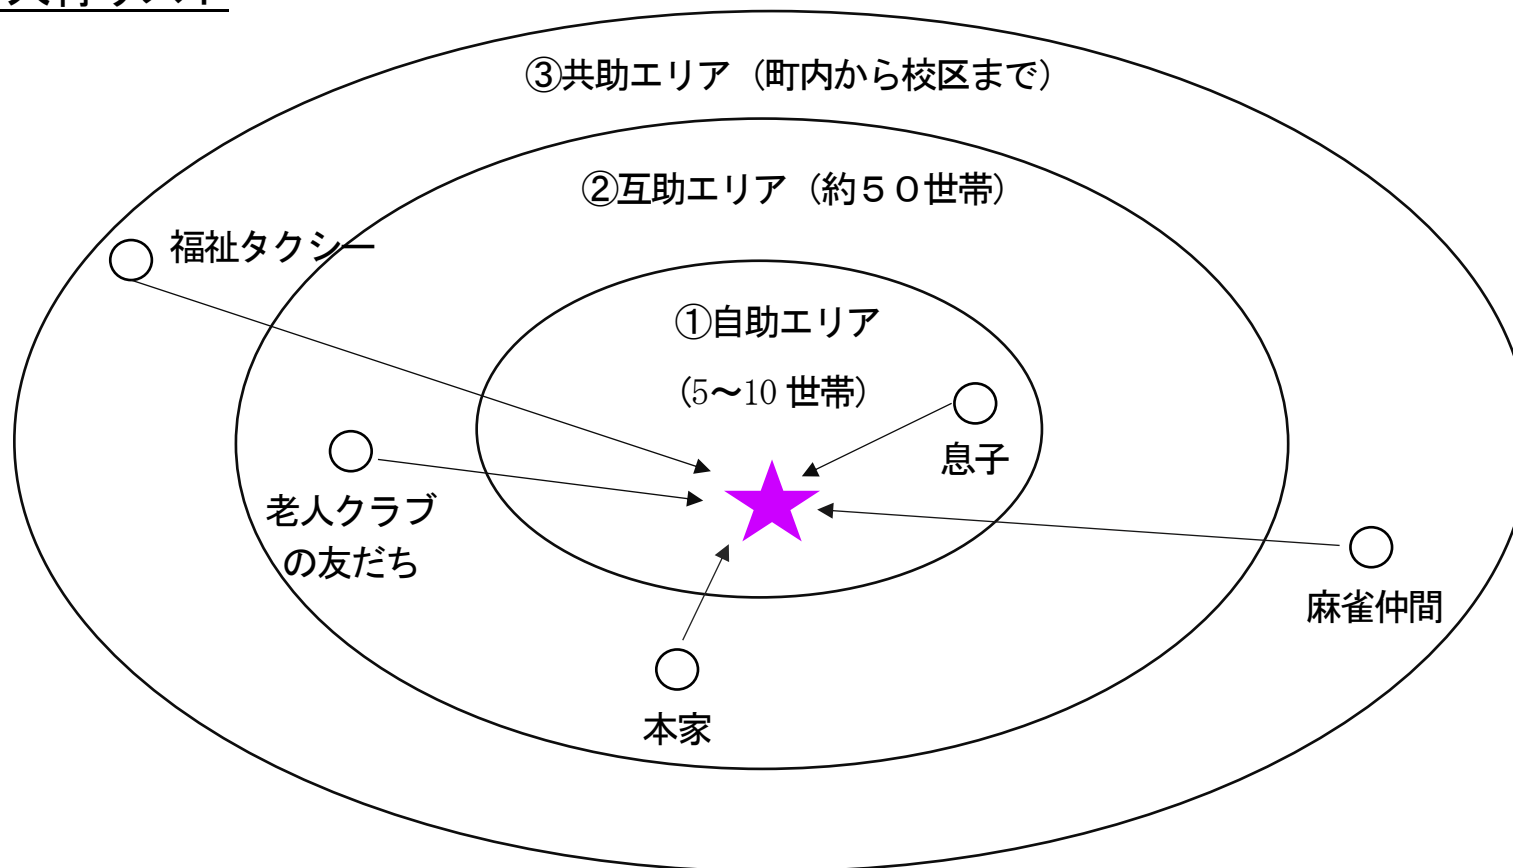 ③共助エリア（町内から校区まで）
②互助エリア（約５０世帯）
福祉タクシー
①自助エリア
（5～10 世帯）
息子
老人クラブ
の友だち
麻雀仲間
本家